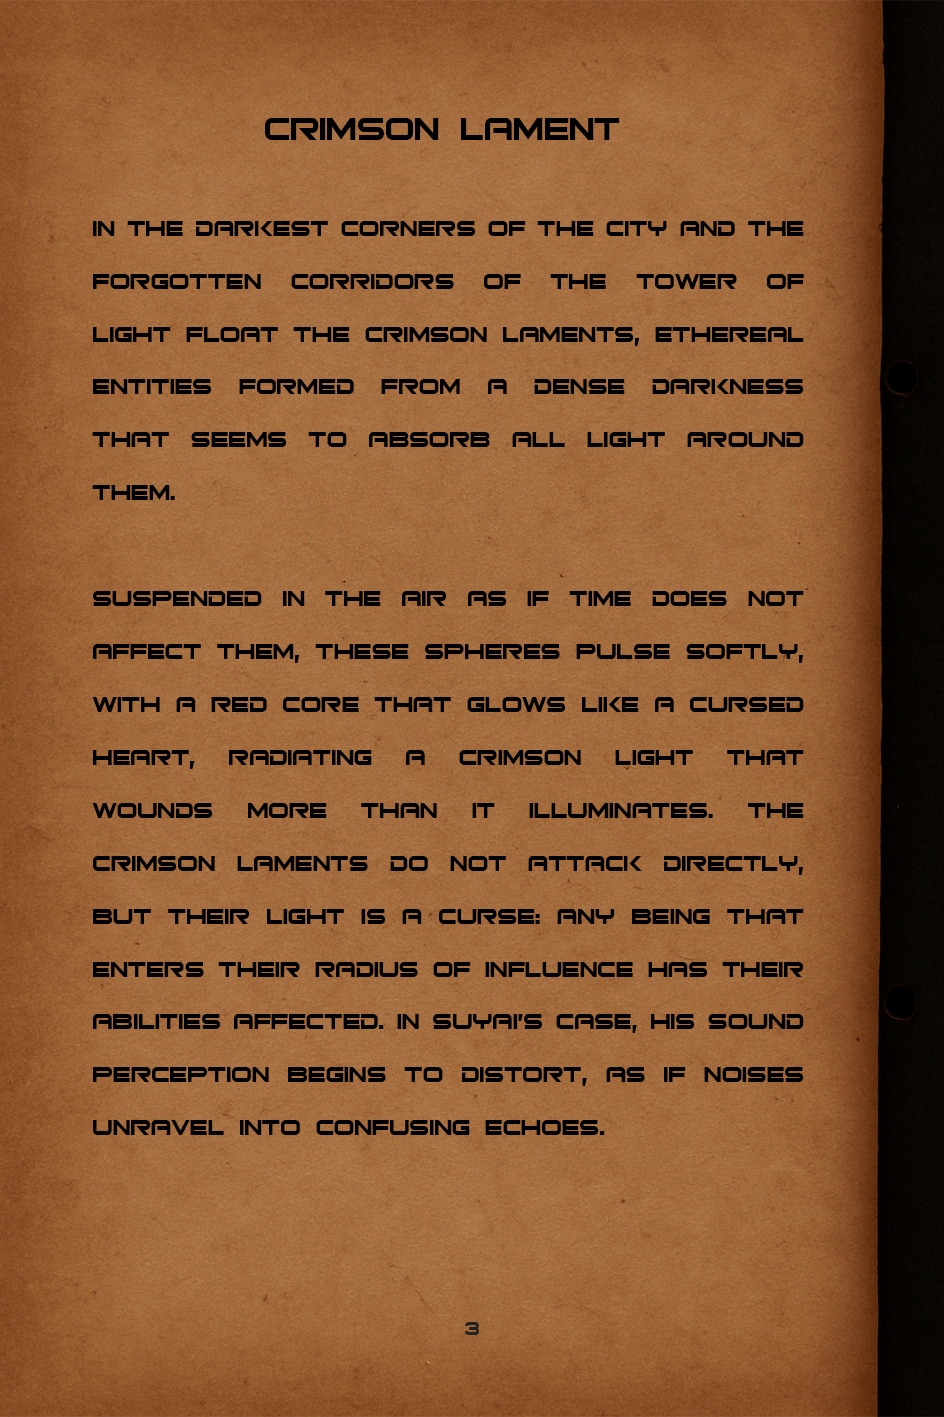 CRIMSON LAMENT
IN THE DARKEST CORNERS OF THE CITY AND THE
FORGOTTEN CORRIDORS OF THE TOWER OF
LIGHT FLOAT THE CRIMSON LAMENTS, ETHEREAL
ENTITIES FORMED FROM A DENSE DARKNESS
THAT SEEMS TO ABSORB ALL LIGHT AROUND
THEM.
SUSPENDED IN THE AIR AS IF TIME DOES NOT
AFFECT THEM, THESE SPHERES PULSE SOFTLY,
WITH A RED CORE THAT GLOWS LIKE A CURSED
HEART, RADIATING A CRIMSON LIGHT THAT
WOUNDS MORE THAN IT ILLUMINATES. THE
CRIMSON LAMENTS DO NOT ATTACK DIRECTLY,
BUT THEIR LIGHT IS A CURSE: ANY BEING THAT
ENTERS THEIR RADIUS OF INFLUENCE HAS THEIR
ABILITIES AFFECTED. IN SUYAI'S CASE, HIS SOUND
PERCEPTION BEGINS TO DISTORT, AS IF NOISES
UNRAVEL INTO CONFUSING ECHOES.
3